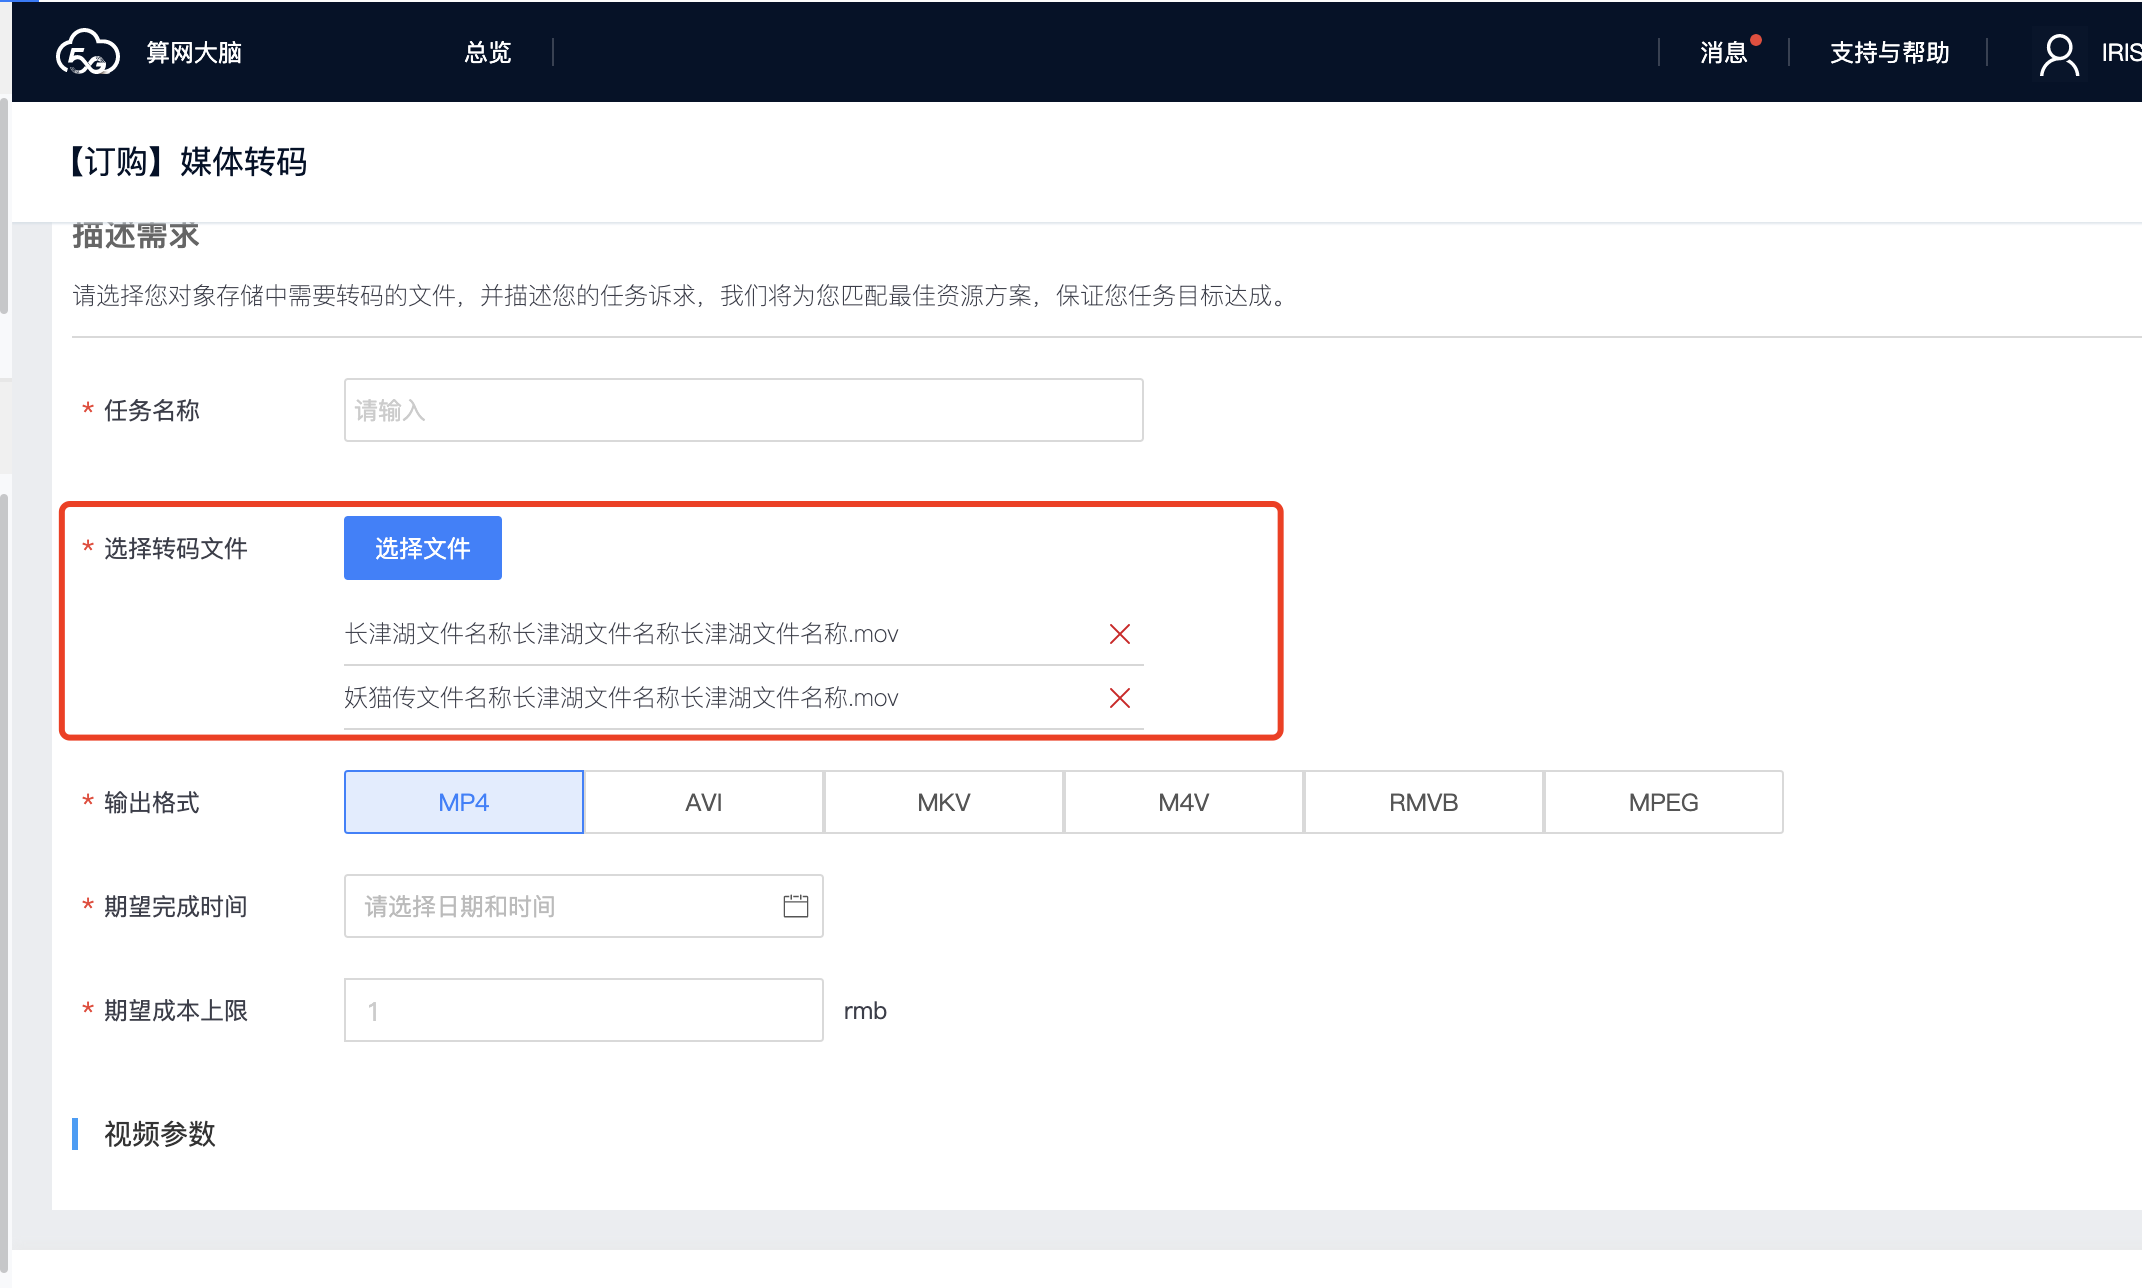 5G 算网大脑 总览 消息 支持与帮助 IRIS
【订购】媒体转码
描述需求
请选择您对象存储中需要转码的文件，并描述您的任务诉求，我们将为您匹配最佳资源方案，保证您任务目标达成。
* 任务名称 请输入
* 选择转码文件 选择文件
长津湖文件名称长津湖文件名称长津湖文件名称.mov
妖猫传文件名称长津湖文件名称长津湖文件名称.mov
* 输出格式 MP4 AVI MKV M4V RMVB MPEG
* 期望完成时间 请选择日期和时间
* 期望成本上限 1 rmb
视频参数